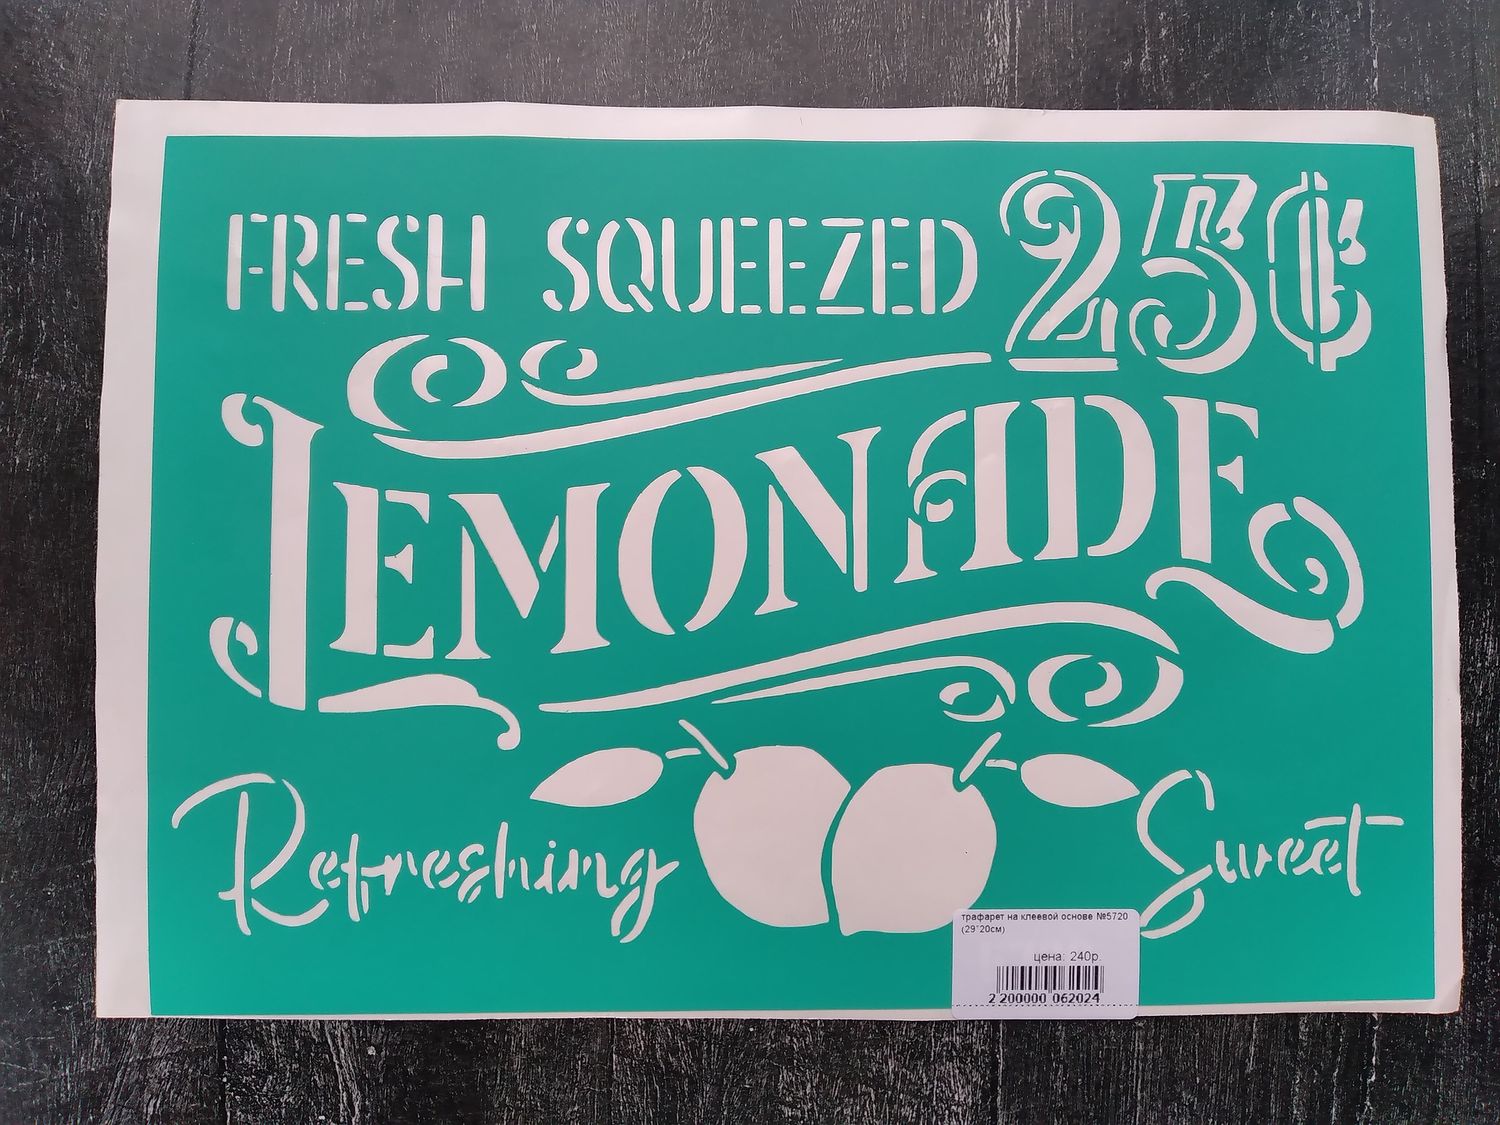 FRESH SQUEEZED 25¢
LEMONADE
Refreshing Sweet
трафарет на клеевой основе №5720
(29*20см)
цена: 240р.
2 200000 062024